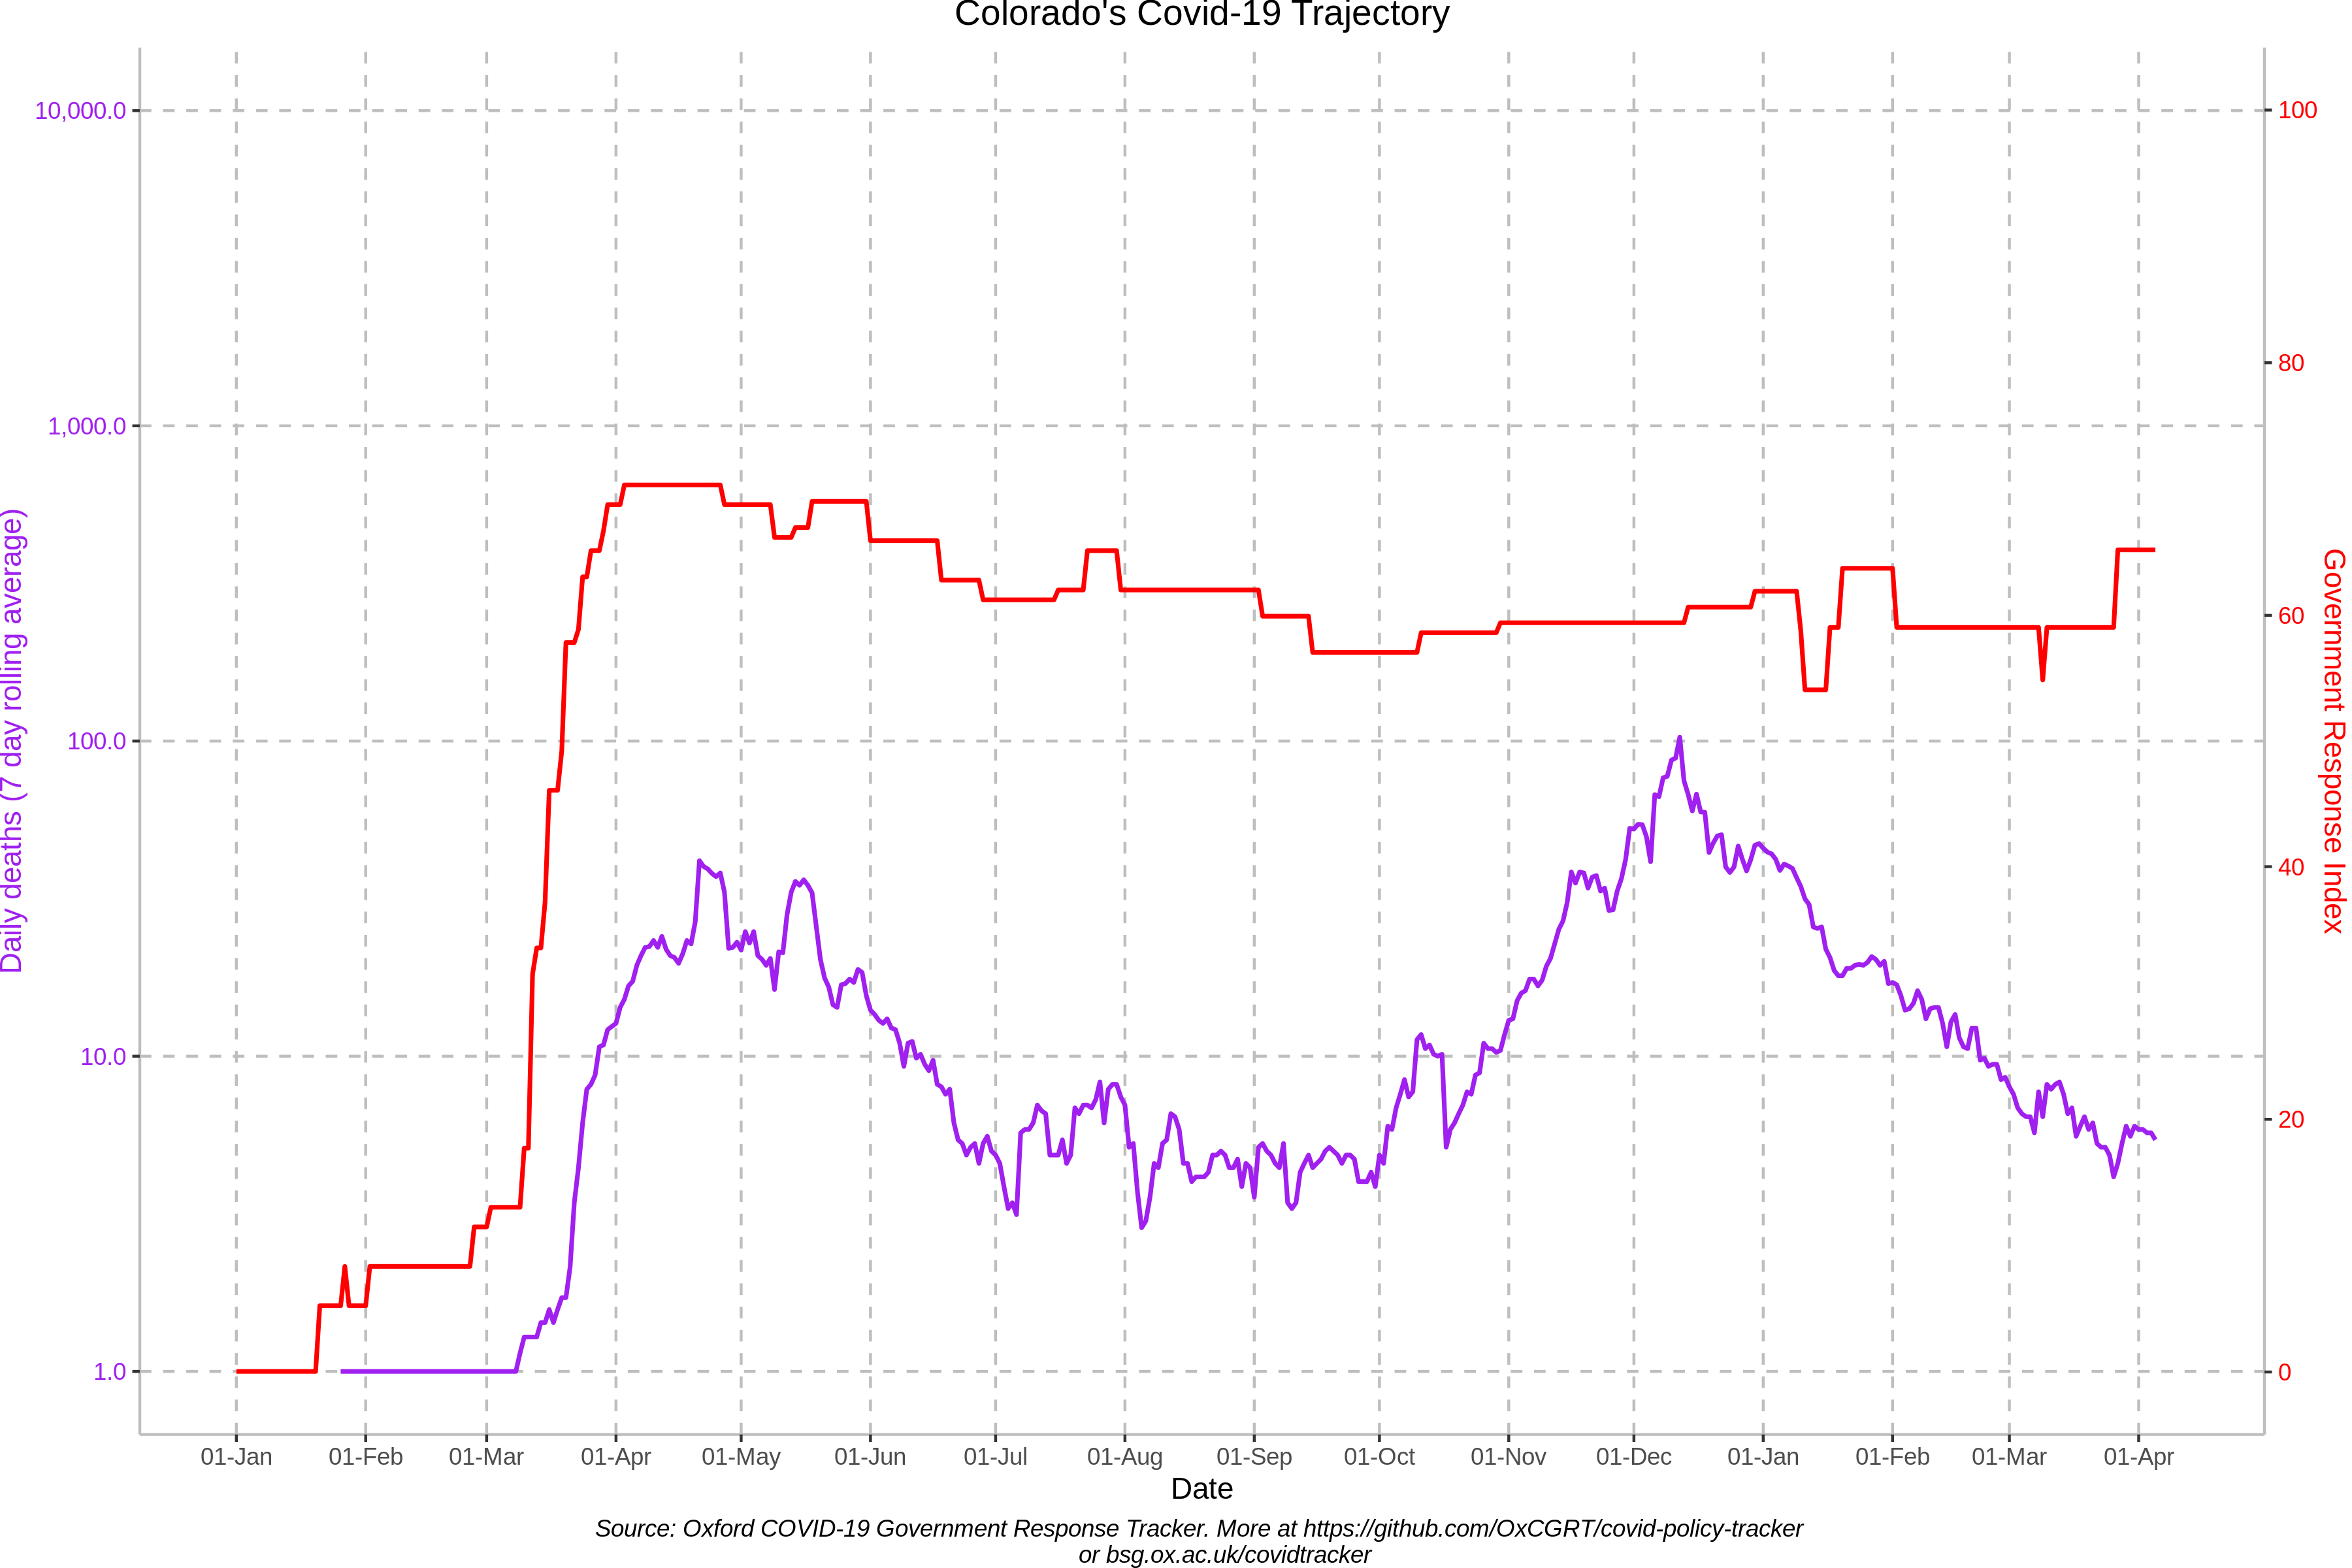 Colorado's Covid-19 Trajectory
10,000.0
1,000.0
100.0
10.0
1.0
Daily deaths (7 day rolling average)
100
80
60
40
20
0
Government Response Index
01-Jan 01-Feb 01-Mar 01-Apr 01-May 01-Jun 01-Jul 01-Aug 01-Sep 01-Oct 01-Nov 01-Dec 01-Jan 01-Feb 01-Mar 01-Apr
Date
Source: Oxford COVID-19 Government Response Tracker. More at https://github.com/OxCGRT/covid-policy-tracker
or bsg.ox.ac.uk/covidtracker